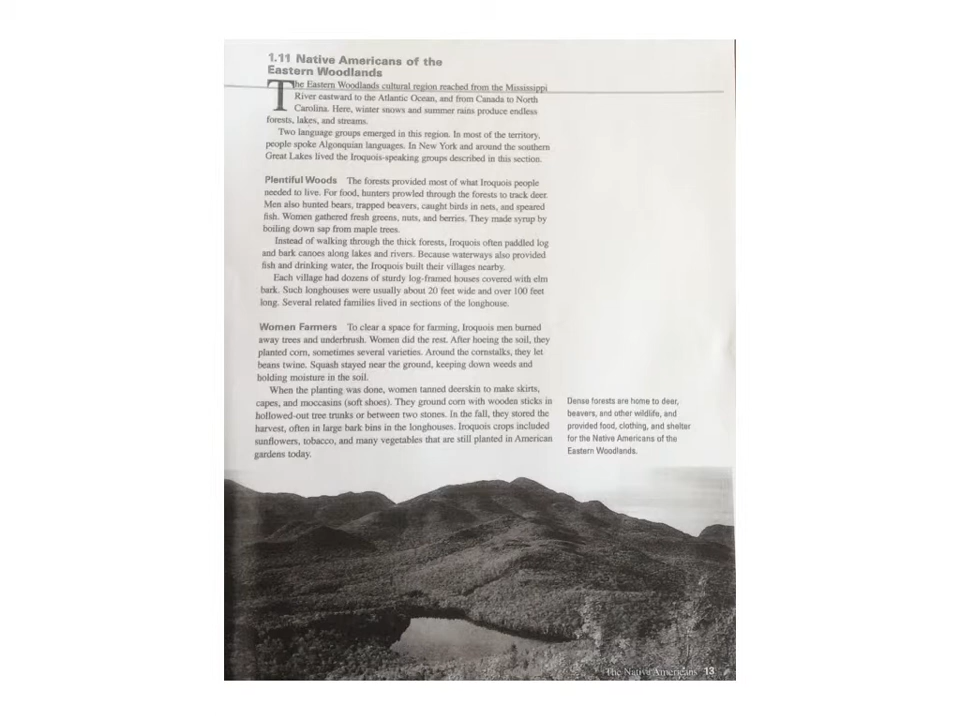 1.11 Native Americans of the
Eastern Woodlands
The Eastern Woodlands cultural region reached from the Mississippi
River eastward to the Atlantic Ocean, and from Canada to North
Carolina. Here, winter snows and summer rains produce endless
forests, lakes, and streams.
Two language groups emerged in this region. In most of the territory,
people spoke Algonquian languages. In New York and around the southern
Great Lakes lived the Iroquois-speaking groups described in this section.
Plentiful Woods The forests provided most of what Iroquois people
needed to live. For food, hunters prowled through the forests to track deer.
Men also hunted bears, trapped beavers, caught birds in nets, and speared
fish. Women gathered fresh greens, nuts, and berries. They made syrup by
boiling down sap from maple trees.
Instead of walking through the thick forests, Iroquois often paddled log
and bark canoes along lakes and rivers. Because waterways also provided
fish and drinking water, the Iroquois built their villages nearby.
Each village had dozens of sturdy log-framed houses covered with elm
bark. Such longhouses were usually about 20 feet wide and over 100 feet
long. Several related families lived in sections of the longhouse.
Women Farmers To clear a space for farming, Iroquois men burned
away trees and underbrush. Women did the rest. After hoeing the soil, they
planted corn, sometimes several varieties. Around the cornstalks, they let
beans twine. Squash stayed near the ground, keeping down weeds and
holding moisture in the soil.
When the planting was done, women tanned deerskin to make skirts,
capes, and moccasins (soft shoes). They ground corn with wooden sticks in
hollowed-out tree trunks or between two stones. In the fall, they stored the
harvest, often in large bark bins in the longhouses. Iroquois crops included
sunflowers, tobacco, and many vegetables that are still planted in American
gardens today.
Dense forests are home to deer,
beavers, and other wildlife, and
provided food, clothing, and shelter
for the Native Americans of the
Eastern Woodlands.
The Native Americans 13